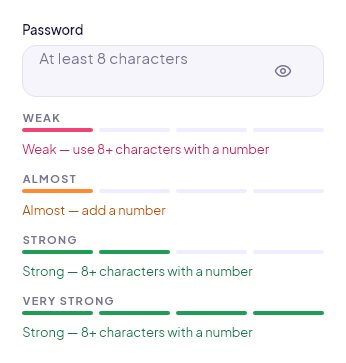 Password
At least 8 characters
WEAK
Weak — use 8+ characters with a number
ALMOST
Almost — add a number
STRONG
Strong — 8+ characters with a number
VERY STRONG
Strong — 8+ characters with a number